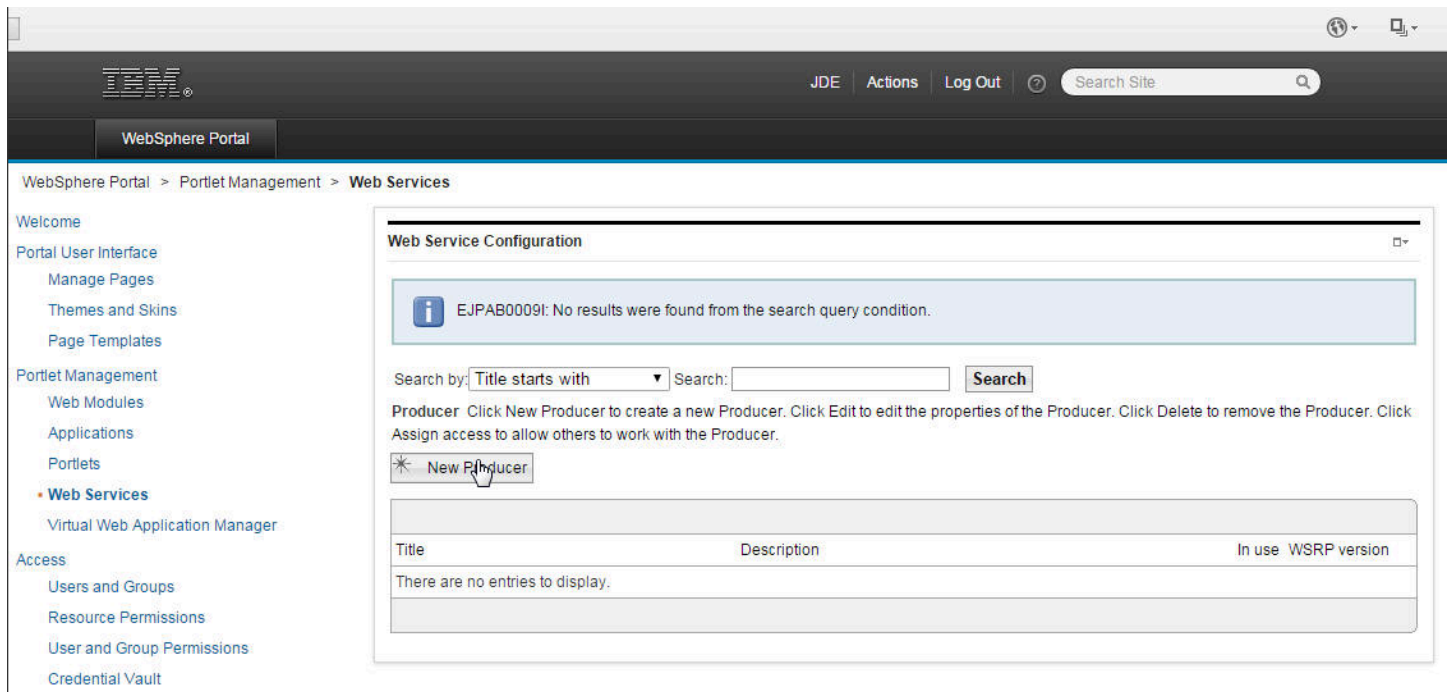 IBM®
JDE Actions Log Out ? Search Site
WebSphere Portal
WebSphere Portal > Portlet Management > Web Services
Welcome
Portal User Interface
Manage Pages
Themes and Skins
Page Templates
Portlet Management
Web Modules
Applications
Portlets
Web Services
Virtual Web Application Manager
Access
Users and Groups
Resource Permissions
User and Group Permissions
Credential Vault
Web Service Configuration
EJPAB0009I: No results were found from the search query condition.
Search by: Title starts with Search: Search
Producer Click New Producer to create a new Producer. Click Edit to edit the properties of the Producer. Click Delete to remove the Producer. Click
Assign access to allow others to work with the Producer.
New Producer
Title Description In use WSRP version
There are no entries to display.